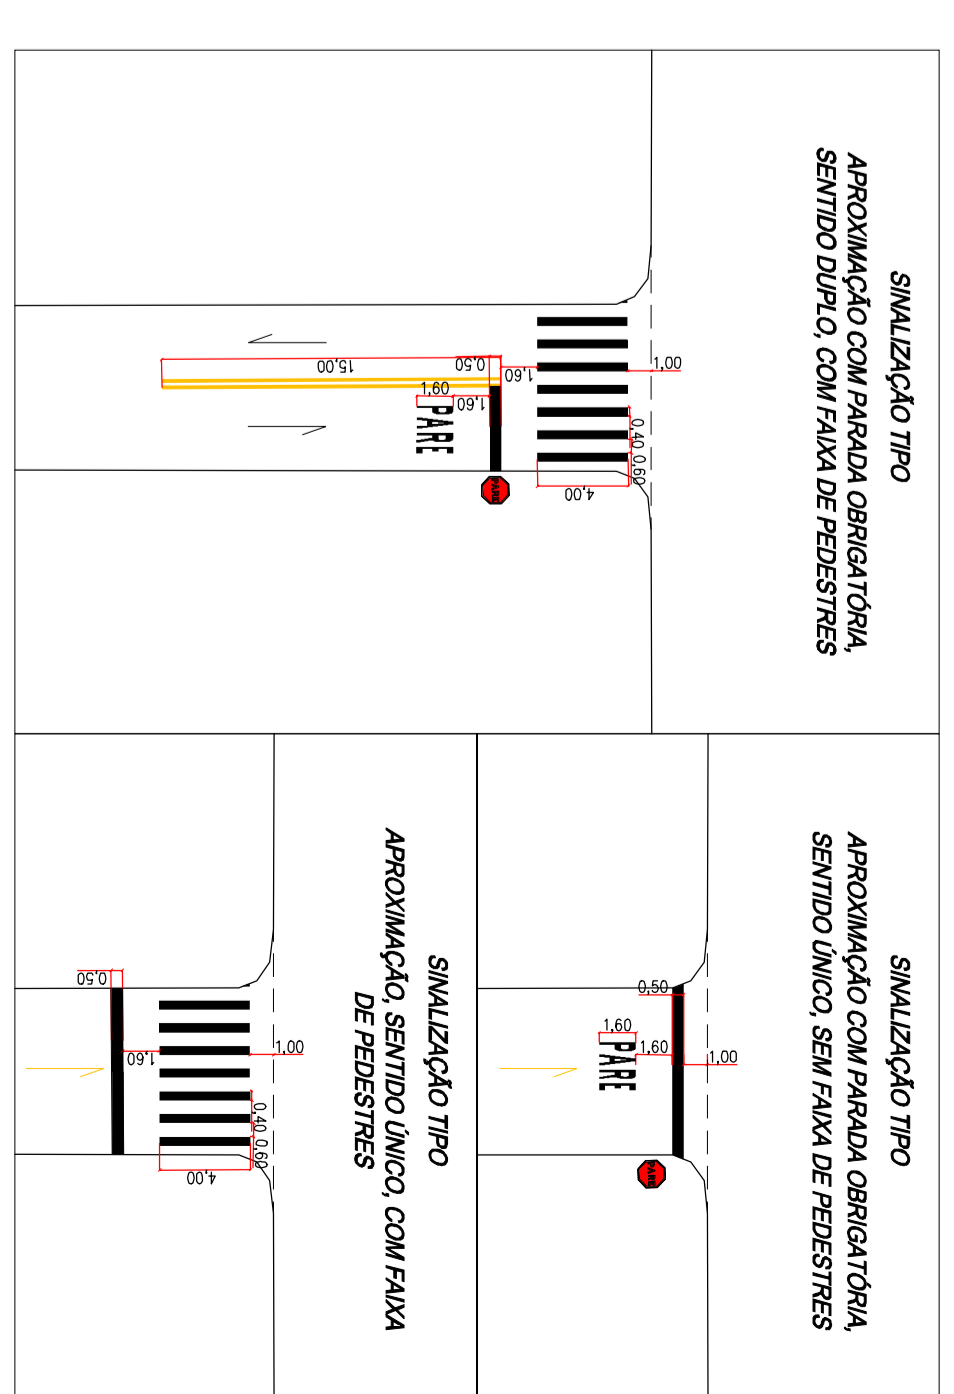 SINALIZAÇÃO TIPO
APROXIMAÇÃO COM PARADA OBRIGATÓRIA,
SENTIDO DUPLO, COM FAIXA DE PEDESTRES
1,00
0,40
0,60
4,00
1,60
0,50
15,00
1,60
1,60
PARE
PARE
SINALIZAÇÃO TIPO
APROXIMAÇÃO COM PARADA OBRIGATÓRIA,
SENTIDO ÚNICO, SEM FAIXA DE PEDESTRES
1,00
0,50
1,60
1,60
PARE
PARE
SINALIZAÇÃO TIPO
APROXIMAÇÃO, SENTIDO ÚNICO, COM FAIXA
DE PEDESTRES
1,00
0,40
0,60
4,00
1,60
0,50